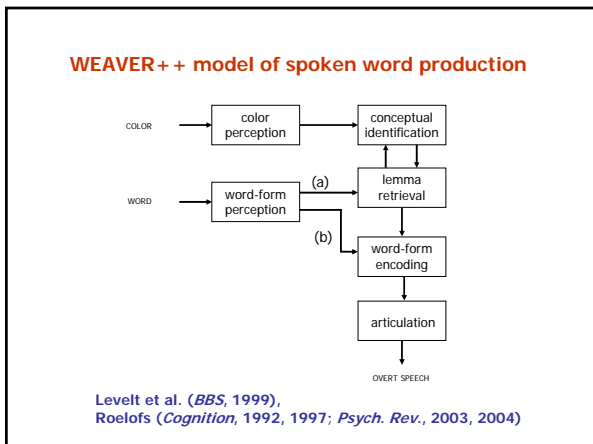 WEAVER++ model of spoken word production
COLOR
color
perception
conceptual
identification
(a)
lemma
retrieval
WORD
word-form
perception
(b)
word-form
encoding
articulation
OVERT SPEECH
Levelt et al. (BBS, 1999),
Roelofs (Cognition, 1992, 1997; Psych. Rev., 2003, 2004)